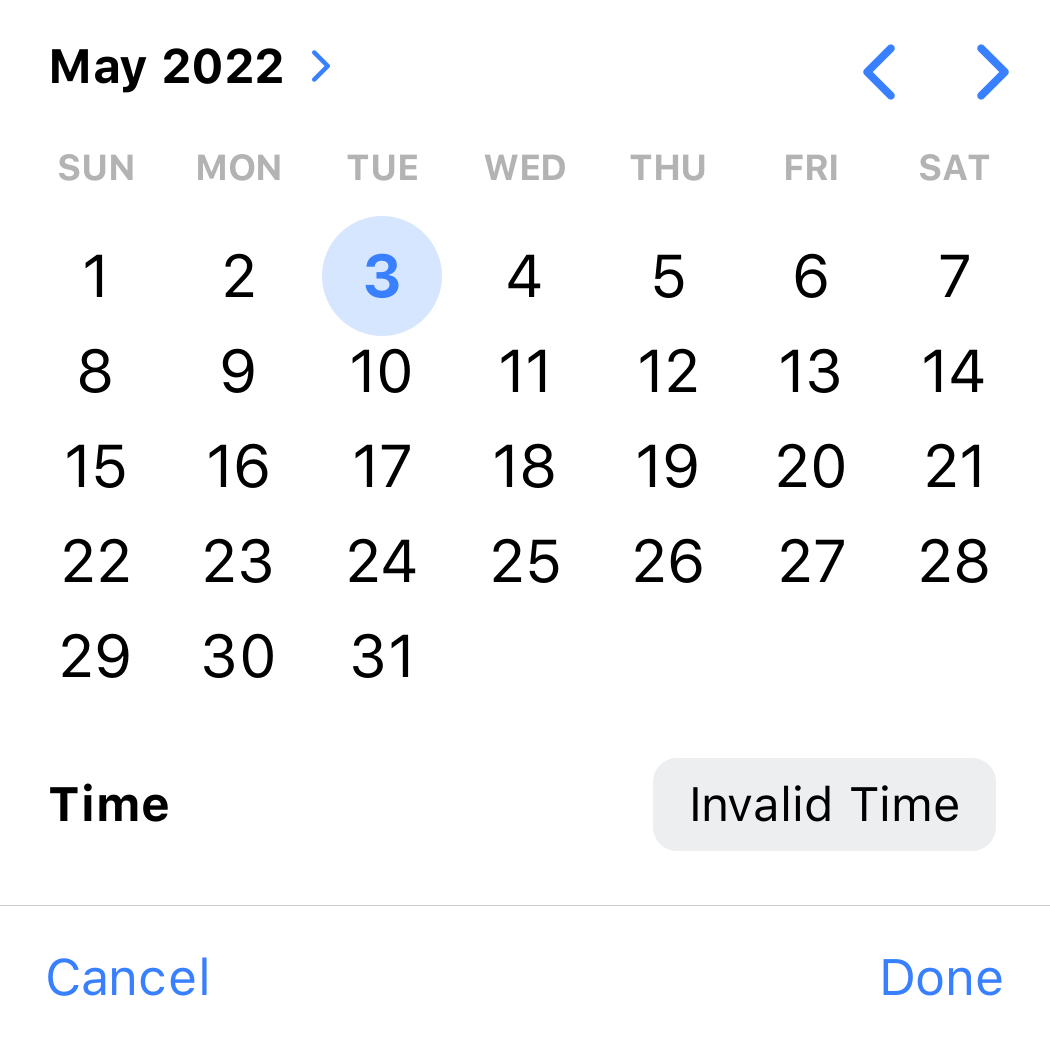 May 2022
SUN MON TUE WED THU FRI SAT
1 2 3 4 5 6 7
8 9 10 11 12 13 14
15 16 17 18 19 20 21
22 23 24 25 26 27 28
29 30 31
Time Invalid Time
Cancel Done